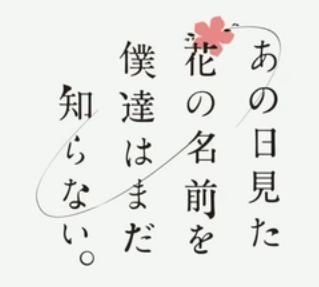 あの日見た
花の名前を
僕達はまだ
知らない。